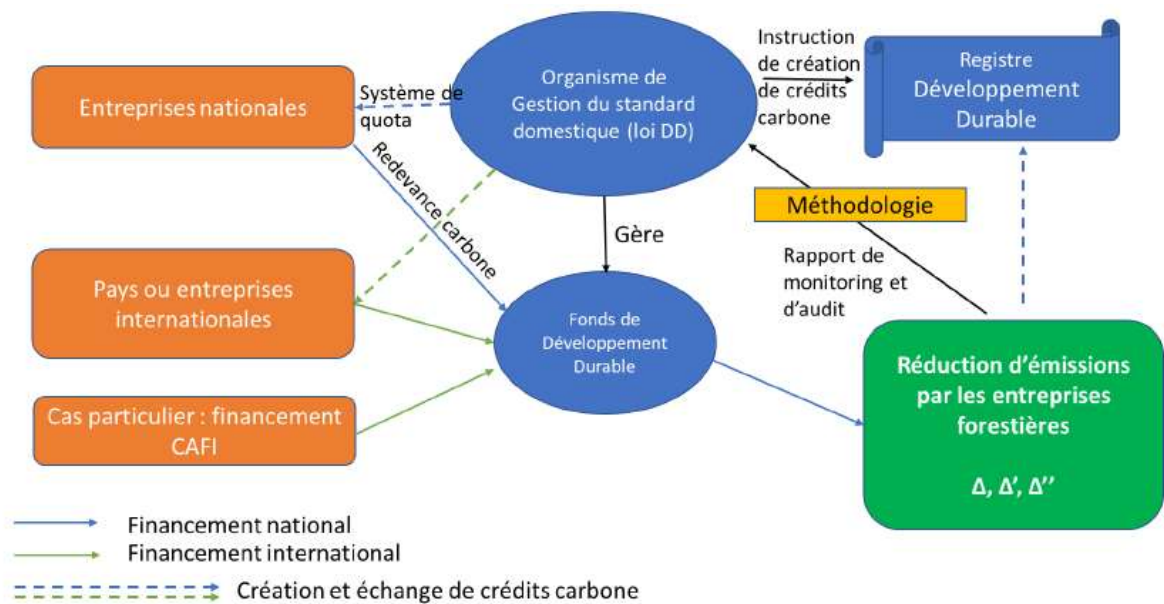 Entreprises nationales
Système de
quota
Organisme de
Gestion du standard
domestique (loi DD)
Instruction
de création
de crédits
carbone
Registre
Développement
Durable
Redevance carbone
Gère
Méthodologie
Rapport de
monitoring et
d'audit
Pays ou entreprises
internationales
Fonds de
Développement
Durable
Cas particulier : financement
CAFI
Réduction d'émissions
par les entreprises
forestières
Δ, Δ', Δ''
Financement national
Financement international
Création et échange de crédits carbone